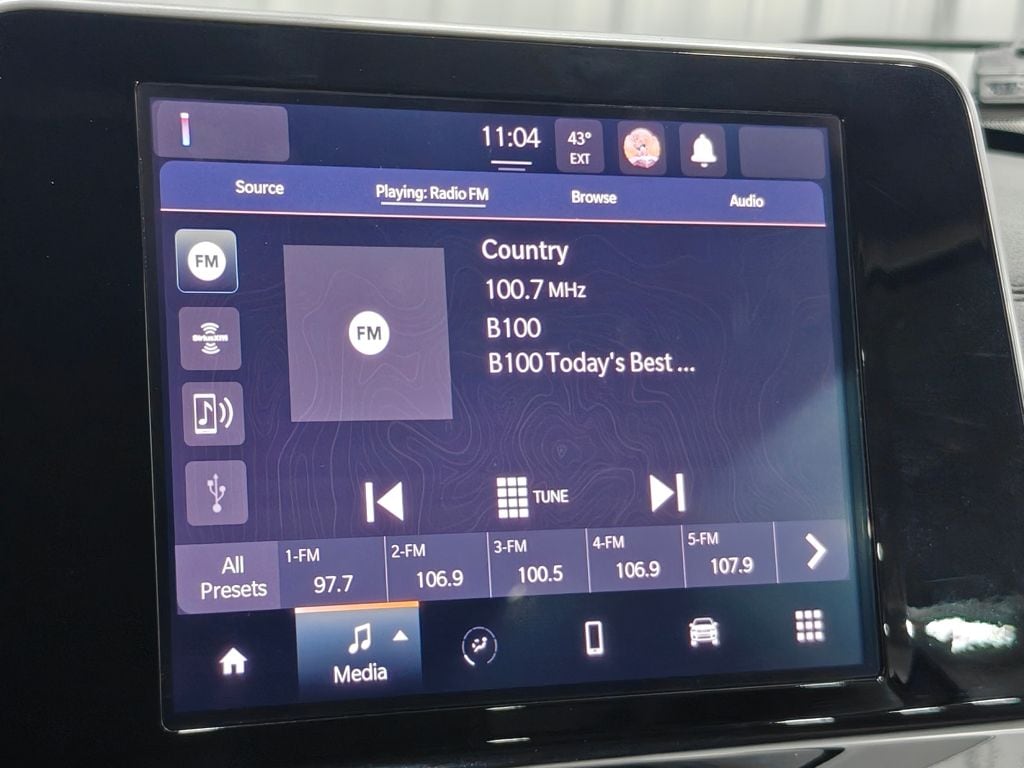 11:04
43°
EXT
Source
Playing: Radio FM
Browse
Audio
FM
SiriusXM
FM
Country
100.7 MHz
B100
B100 Today's Best ...
TUNE
All
Presets
1-FM
97.7
2-FM
106.9
3-FM
100.5
4-FM
106.9
5-FM
107.9
Media